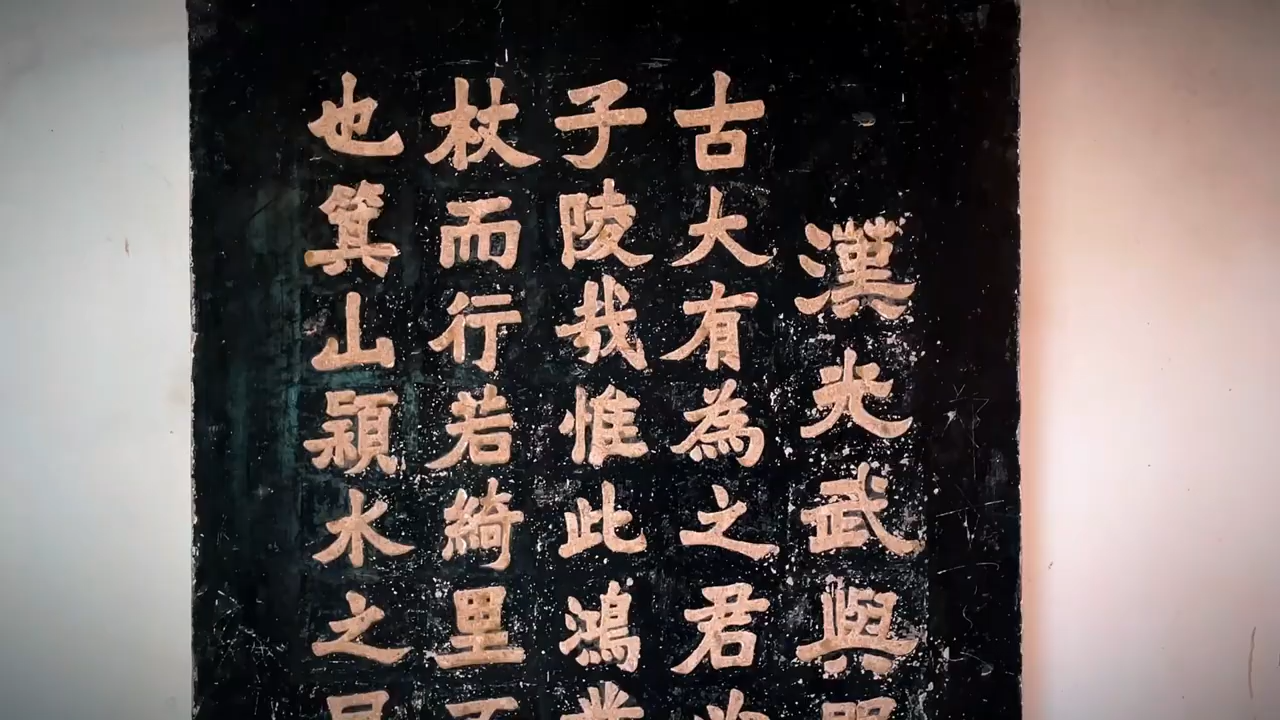 漢光武與
古大有為之君
子陵哉惟此鴻
杖而行若綺里
也箕山潁水之